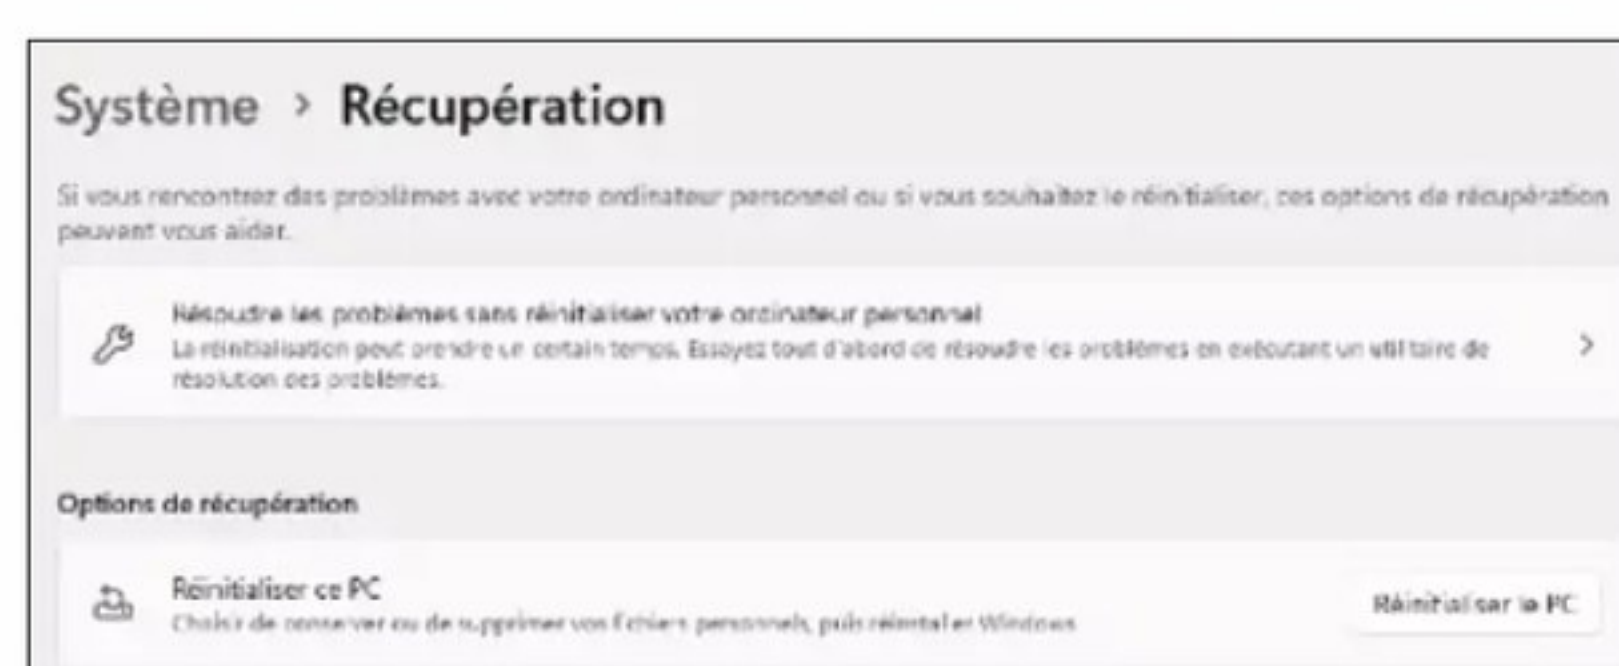 Système > Récupération
Si vous rencontrez des problèmes avec votre ordinateur personnel ou si vous souhaitez le réinitialiser, ces options de récupération
peuvent vous aider.
Résoudre les problèmes sans réinitialiser votre ordinateur personnel
La réinitialisation peut prendre un certain temps. Essayez tout d'abord de résoudre les problèmes en exécutant un utilitaire de
résolution des problèmes.
Options de récupération
Réinitialiser ce PC
Réinitialiser le PC
Choisir de conserver ou de supprimer vos fichiers personnels, puis réinstaller Windows